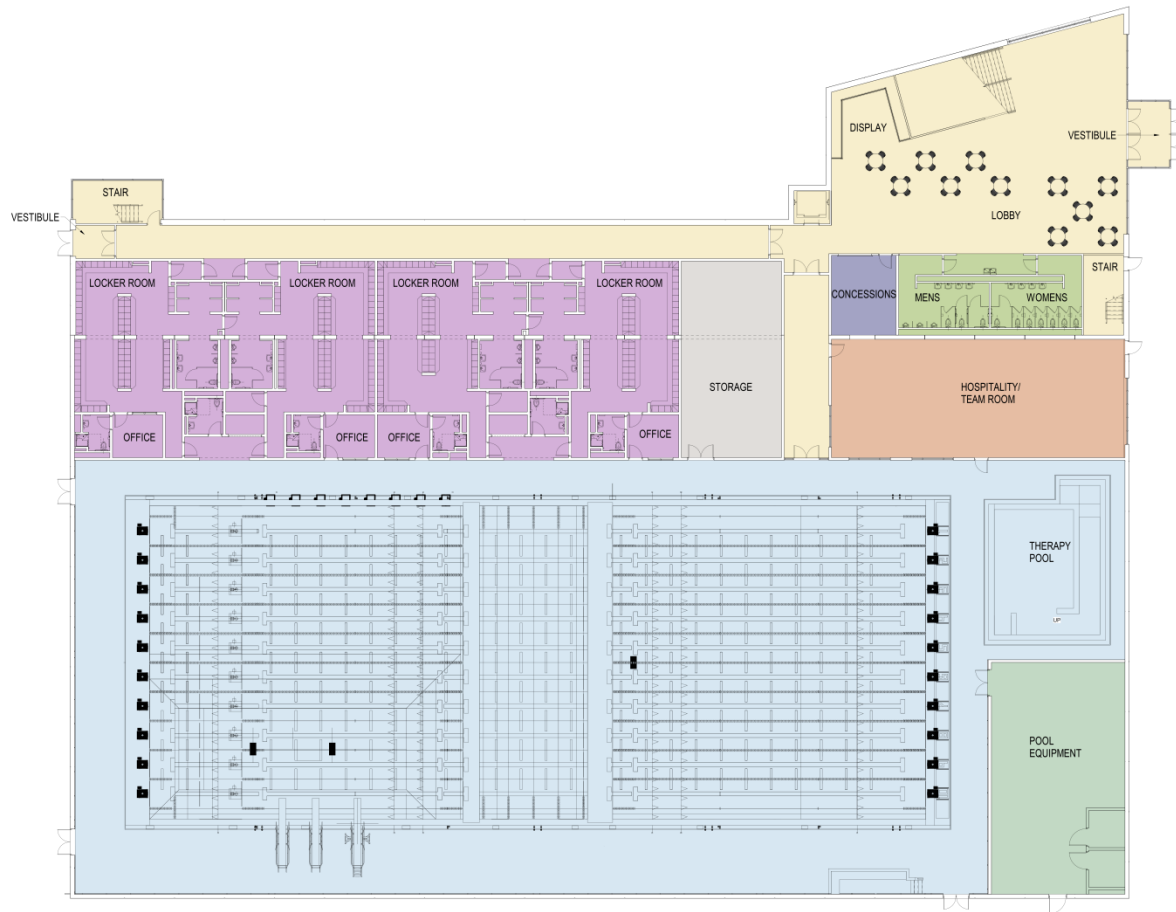 DISPLAY
VESTIBULE
STAIR
VESTIBULE
LOBBY
STAIR
LOCKER ROOM
LOCKER ROOM
LOCKER ROOM
LOCKER ROOM
CONCESSIONS
MENS
WOMENS
STORAGE
HOSPITALITY/
TEAM ROOM
OFFICE
OFFICE
OFFICE
OFFICE
THERAPY
POOL
UP
POOL
EQUIPMENT